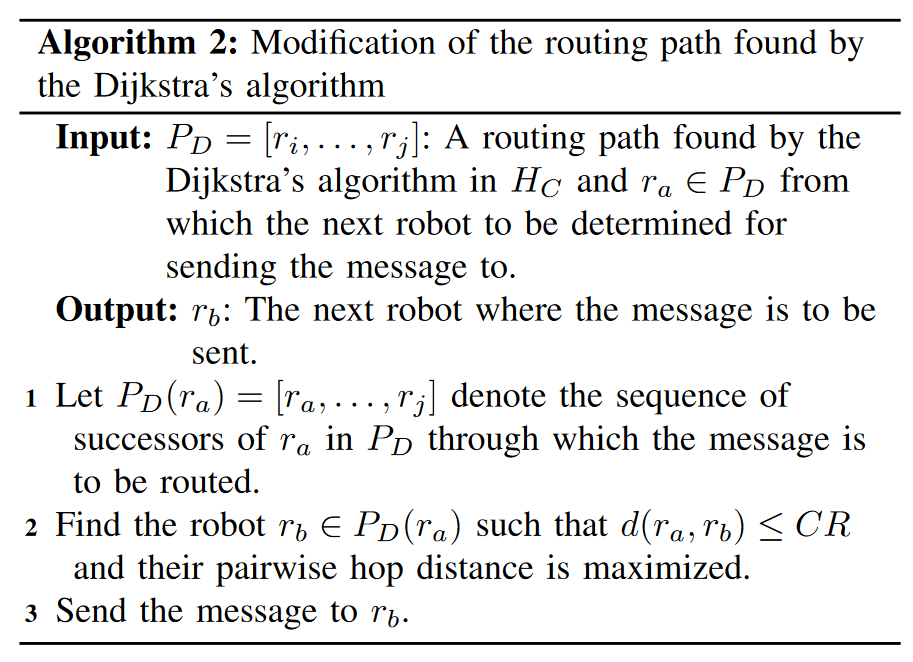 Algorithm 2: Modification of the routing path found by
the Dijkstra's algorithm
Input: P_D = [r_i, . . . , r_j]: A routing path found by the
Dijkstra's algorithm in H_C and r_a ∈ P_D from
which the next robot to be determined for
sending the message to.
Output: r_b: The next robot where the message is to be
sent.
1 Let P_D(r_a) = [r_a, . . . , r_j] denote the sequence of
successors of r_a in P_D through which the message is
to be routed.
2 Find the robot r_b ∈ P_D(r_a) such that d(r_a, r_b) ≤ CR
and their pairwise hop distance is maximized.
3 Send the message to r_b.